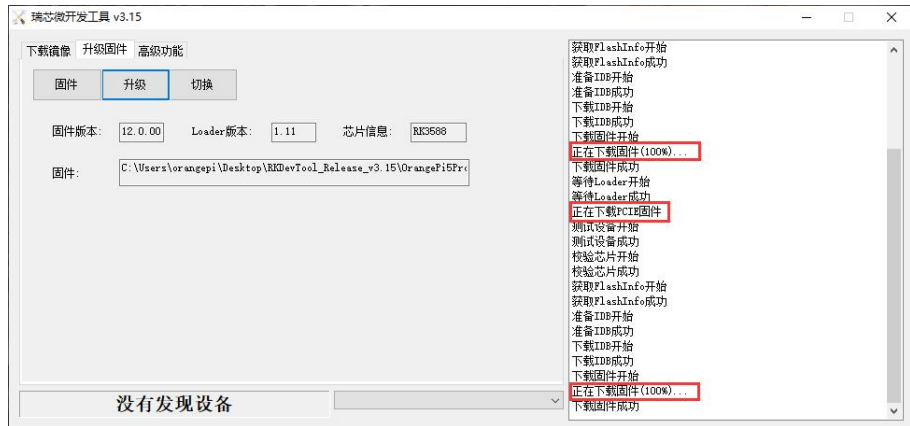 瑞芯微开发工具 v3.15
下载镜像 升级固件 高级功能
固件 升级 切换
固件版本: 12.0.00 Loader版本: 1.11 芯片信息: RK3588
固件: C:\Users\orangepi\Desktop\RKDevTool_Release_v3.15\OrangePi5Pr
没有发现设备
获取FlashInfo开始
获取FlashInfo成功
准备IDB开始
准备IDB成功
下载IDB开始
下载IDB成功
下载固件开始
正在下载固件(100%)...
下载固件成功
等待Loader开始
等待Loader成功
正在下载PCIE固件
测试设备开始
测试设备成功
校验芯片开始
校验芯片成功
获取FlashInfo开始
获取FlashInfo成功
准备IDB开始
准备IDB成功
下载IDB开始
下载IDB成功
下载固件开始
正在下载固件(100%)...
下载固件成功